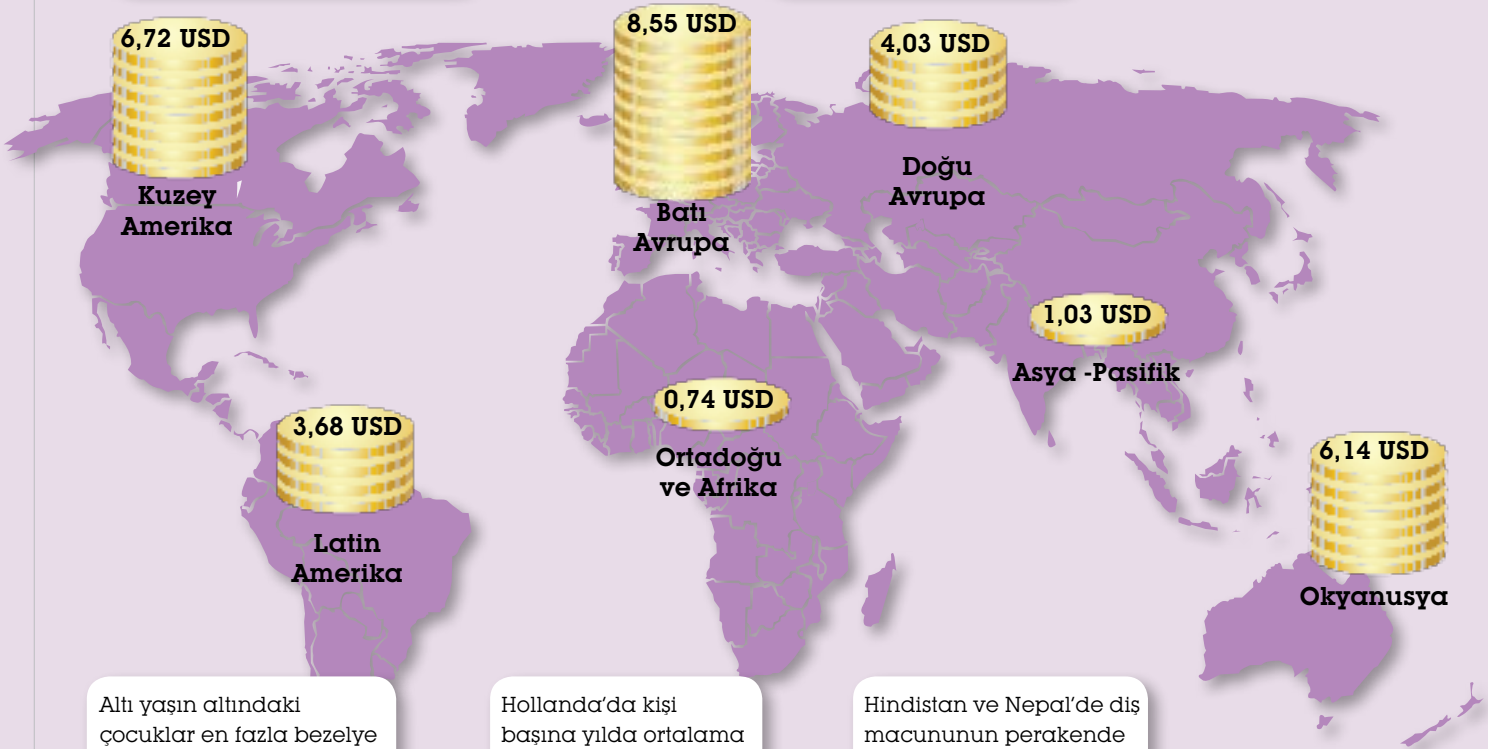 6,72 USD
Kuzey
Amerika
8,55 USD
Batı
Avrupa
4,03 USD
Doğu
Avrupa
1,03 USD
Asya -Pasifik
0,74 USD
Ortadoğu
ve Afrika
3,68 USD
Latin
Amerika
6,14 USD
Okyanusya
Altı yaşın altındaki
çocuklar en fazla bezelye
Hollanda'da kişi
başına yılda ortalama
Hindistan ve Nepal'de diş
macununun perakende